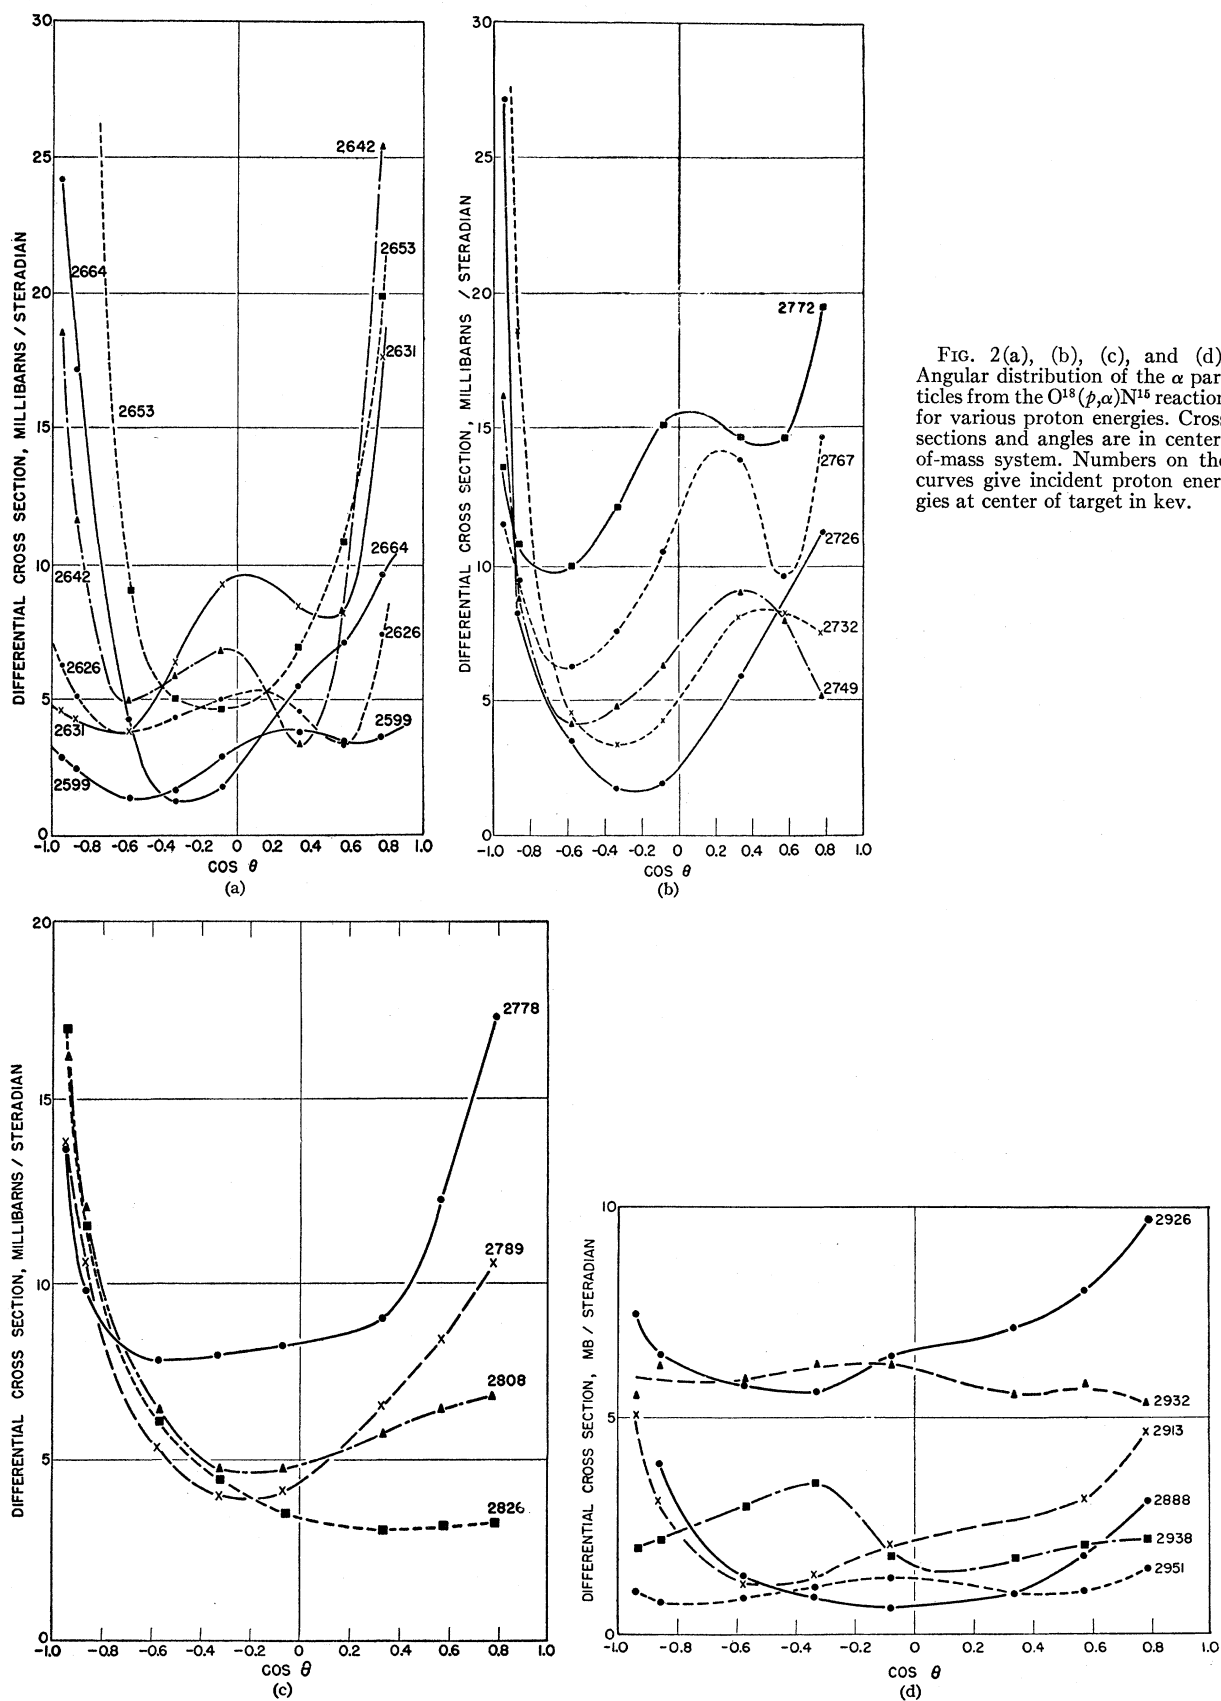 30
25
20
15
10
5
0
DIFFERENTIAL CROSS SECTION, MILLIBARNS / STERADIAN
2642
2653
2664
2631
2653
2664
2642
2626
2626
2631
2599
2599
-1.0 -0.8 -0.6 -0.4 -0.2 0 0.2 0.4 0.6 0.8 1.0
COS θ
(a)
30
25
20
15
10
5
0
DIFFERENTIAL CROSS SECTION, MILLIBARNS / STERADIAN
2772
2767
2726
2732
2749
-1.0 -0.8 -0.6 -0.4 -0.2 0 0.2 0.4 0.6 0.8 1.0
COS θ
(b)
FIG. 2(a), (b), (c), and (d)
Angular distribution of the α par
ticles from the O¹⁸(p,α)N¹⁵ reaction
for various proton energies. Cross
sections and angles are in center
of-mass system. Numbers on the
curves give incident proton ener
gies at center of target in kev.
20
15
10
5
0
DIFFERENTIAL CROSS SECTION, MILLIBARNS / STERADIAN
2778
2789
2808
2826
-1.0 -0.8 -0.6 -0.4 -0.2 0 0.2 0.4 0.6 0.8 1.0
COS θ
(c)
10
5
0
DIFFERENTIAL CROSS SECTION, MB / STERADIAN
2926
2932
2913
2888
2938
2951
-1.0 -0.8 -0.6 -0.4 -0.2 0 0.2 0.4 0.6 0.8 1.0
COS θ
(d)